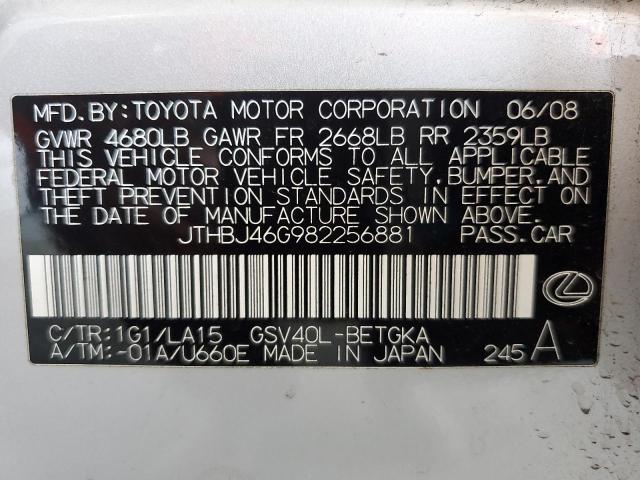 MFD.BY:TOYOTA MOTOR CORPORATION 06/08
GVWR 4680LB GAWR FR 2668LB RR 2359LB
THIS VEHICLE CONFORMS TO ALL APPLICABLE
FEDERAL MOTOR VEHICLE SAFETY,BUMPER,AND
THEFT PREVENTION STANDARDS IN EFFECT ON
THE DATE OF MANUFACTURE SHOWN ABOVE.
JTHBJ46G982256881 PASS.CAR
C/TR:1G1/LA15 GSV40L-BETGKA
A/TM:-01A/U660E MADE IN JAPAN 245 A